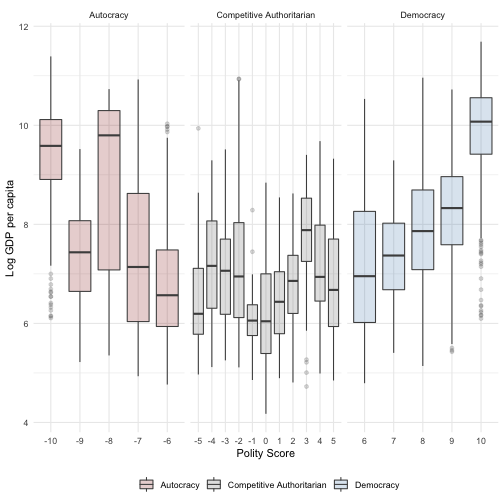 Autocracy Competitive Authoritarian Democracy
12
10
8
6
4
Log GDP per capita
-10 -9 -8 -7 -6 -5 -4 -3 -2 -1 0 1 2 3 4 5 6 7 8 9 10
Polity Score
Autocracy Competitive Authoritarian Democracy